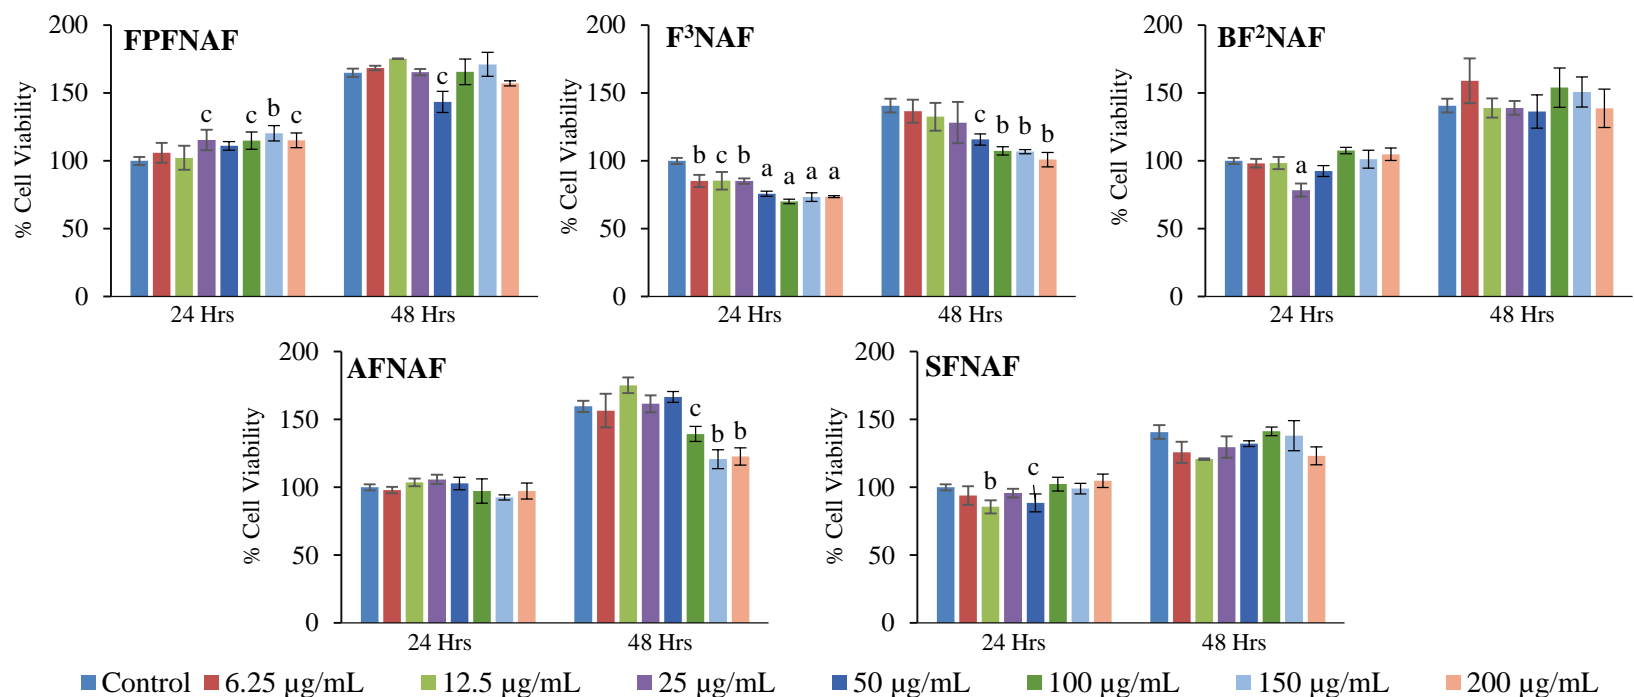 FPFNAF
% Cell Viability
200
150
100
50
0
c
c
b
c
c
24 Hrs
48 Hrs
F³NAF
% Cell Viability
200
150
100
50
0
b
c
b
a
a
a
a
c
b
b
b
24 Hrs
48 Hrs
BF²NAF
% Cell Viability
200
150
100
50
0
a
24 Hrs
48 Hrs
AFNAF
% Cell Viability
200
150
100
50
0
c
b
b
24 Hrs
48 Hrs
SFNAF
% Cell Viability
200
150
100
50
0
b
c
24 Hrs
48 Hrs
Control 6.25 µg/mL 12.5 µg/mL 25 µg/mL 50 µg/mL 100 µg/mL 150 µg/mL 200 µg/mL